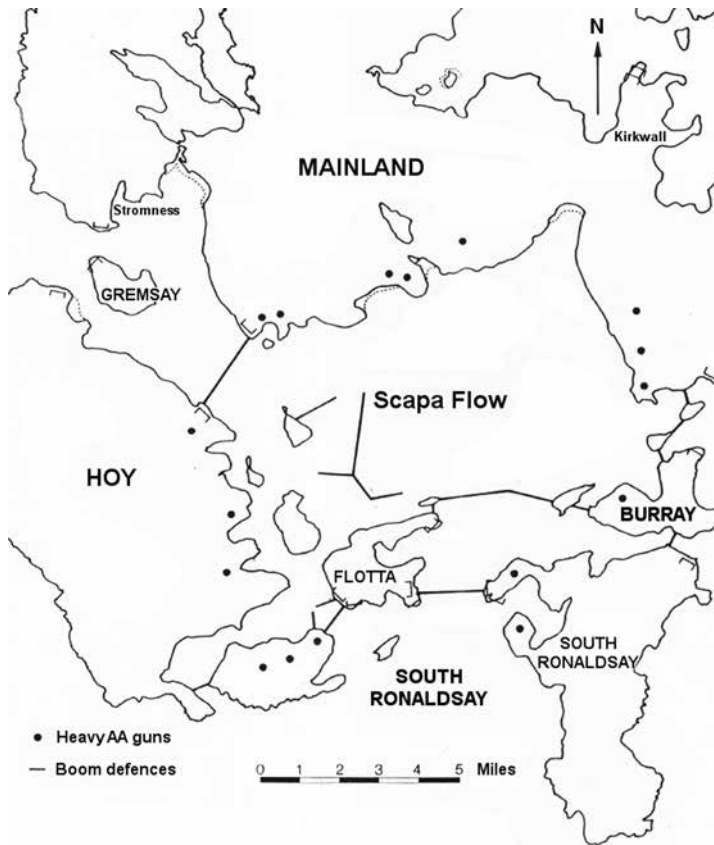 N
Kirkwall
MAINLAND
Stromness
GREMSAY
Scapa Flow
HOY
BURRAY
FLOTTA
SOUTH
RONALDSAY
SOUTH
RONALDSAY
Heavy AA guns
Boom defences
0 1 2 3 4 5 Miles